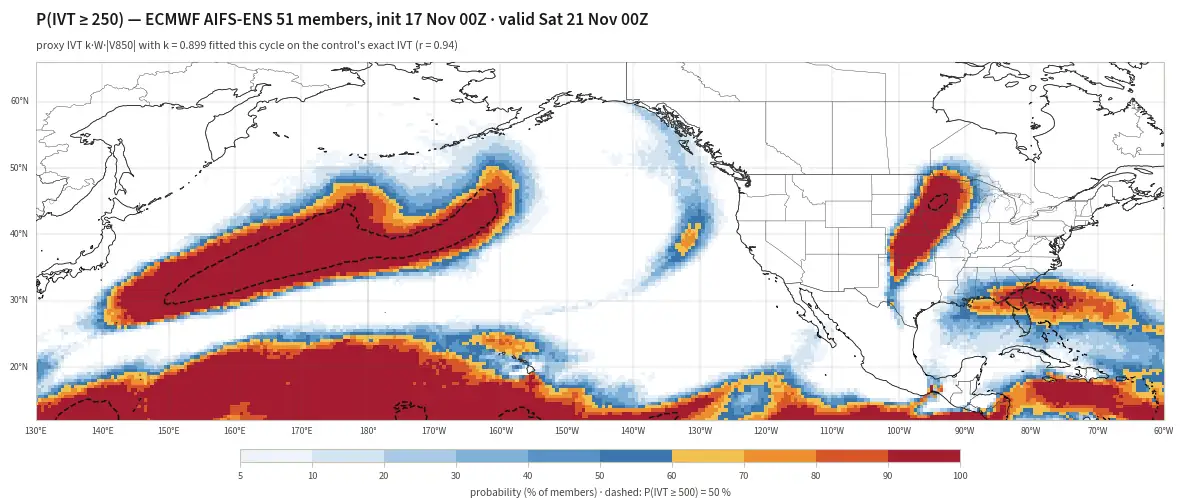 P(IVT ≥ 250) — ECMWF AIFS-ENS 51 members, init 17 Nov 00Z · valid Sat 21 Nov 00Z
proxy IVT k·W·|V850| with k = 0.899 fitted this cycle on the control's exact IVT (r = 0.94)
60°N
50°N
40°N
30°N
20°N
130°E 140°E 150°E 160°E 170°E 180° 170°W 160°W 150°W 140°W 130°W 120°W 110°W 100°W 90°W 80°W 70°W 60°W
5 10 20 30 40 50 60 70 80 90 100
probability (% of members) · dashed: P(IVT ≥ 500) = 50 %